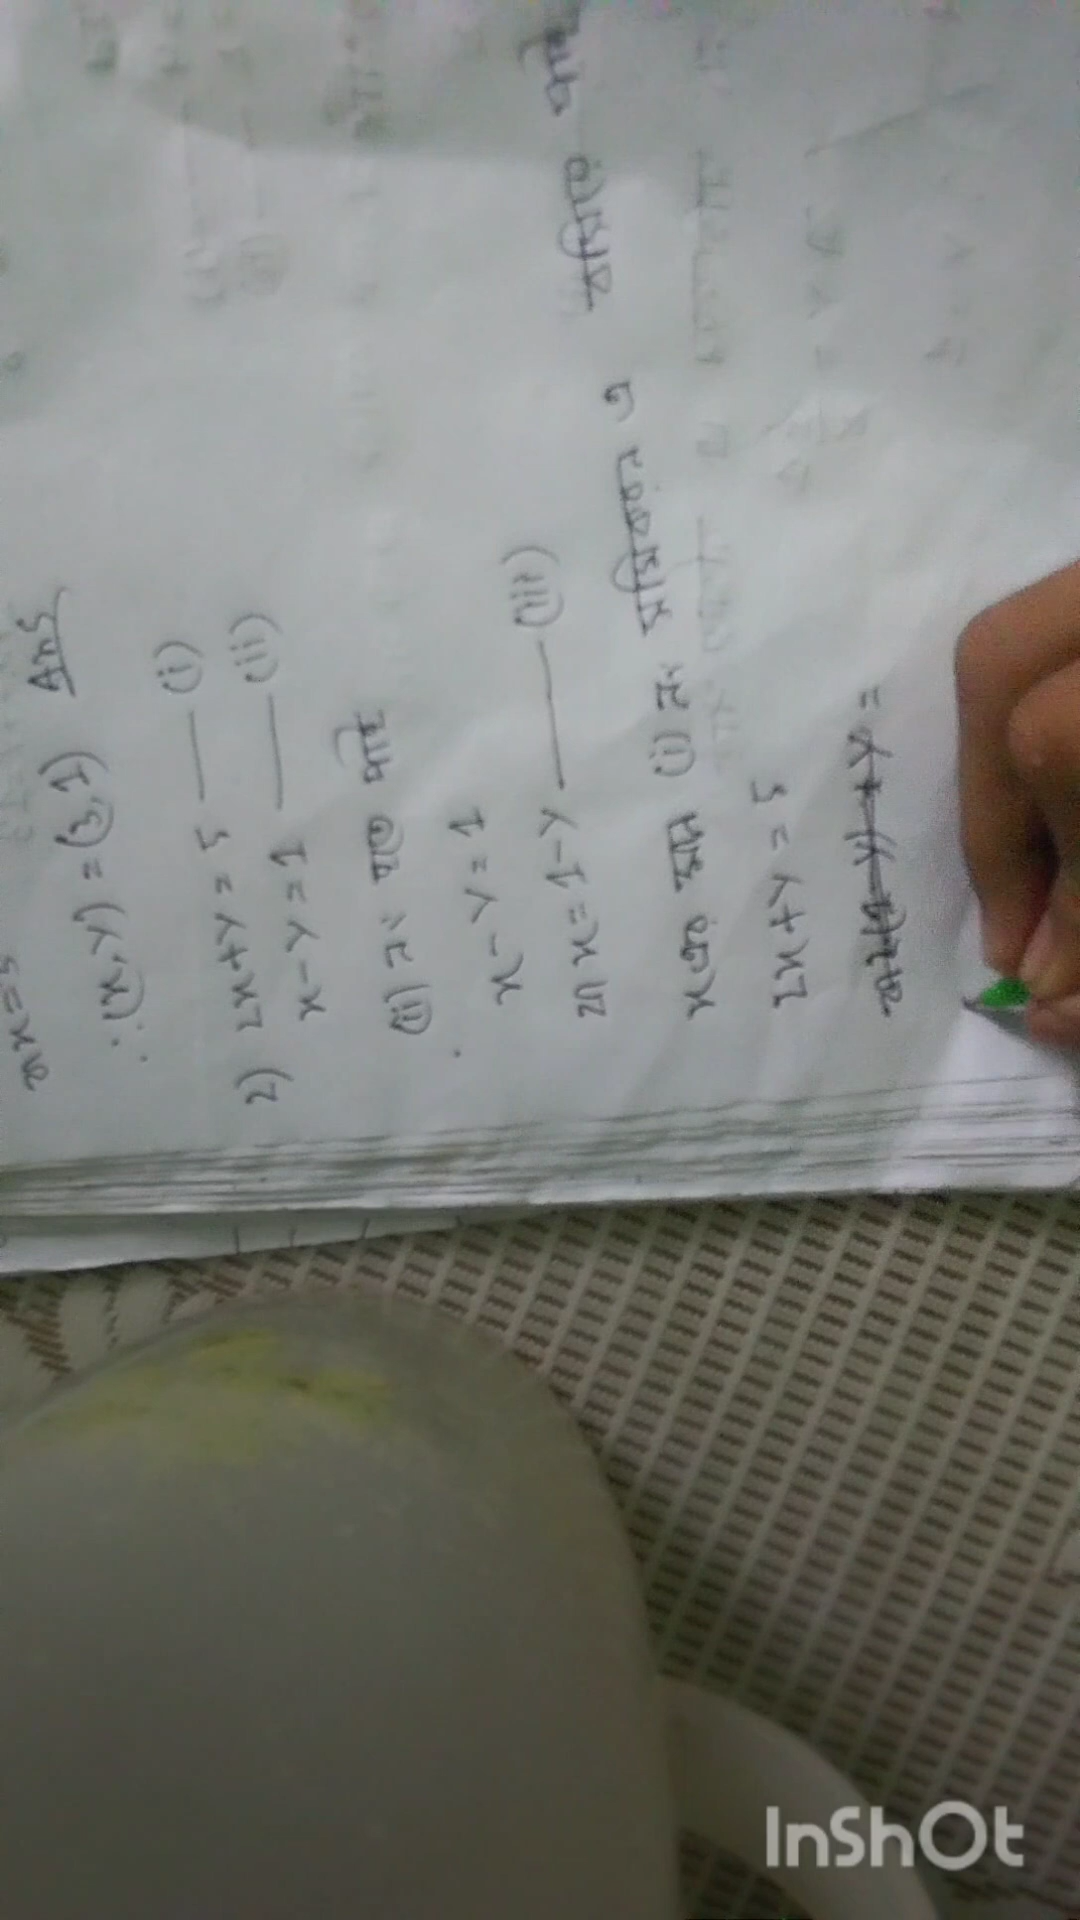 ∴ (x,y) = (3,1) Ans
2) 2x+y = 5 —— (i)
x-y = 1 —— (ii)
(ii) নং হতে পাই
x-y = 1
বা x = 1-y —— (iii)
x এর মান (i) নং সমীকরণ এ বসিয়ে পাই
2x+y = 5
InShOt